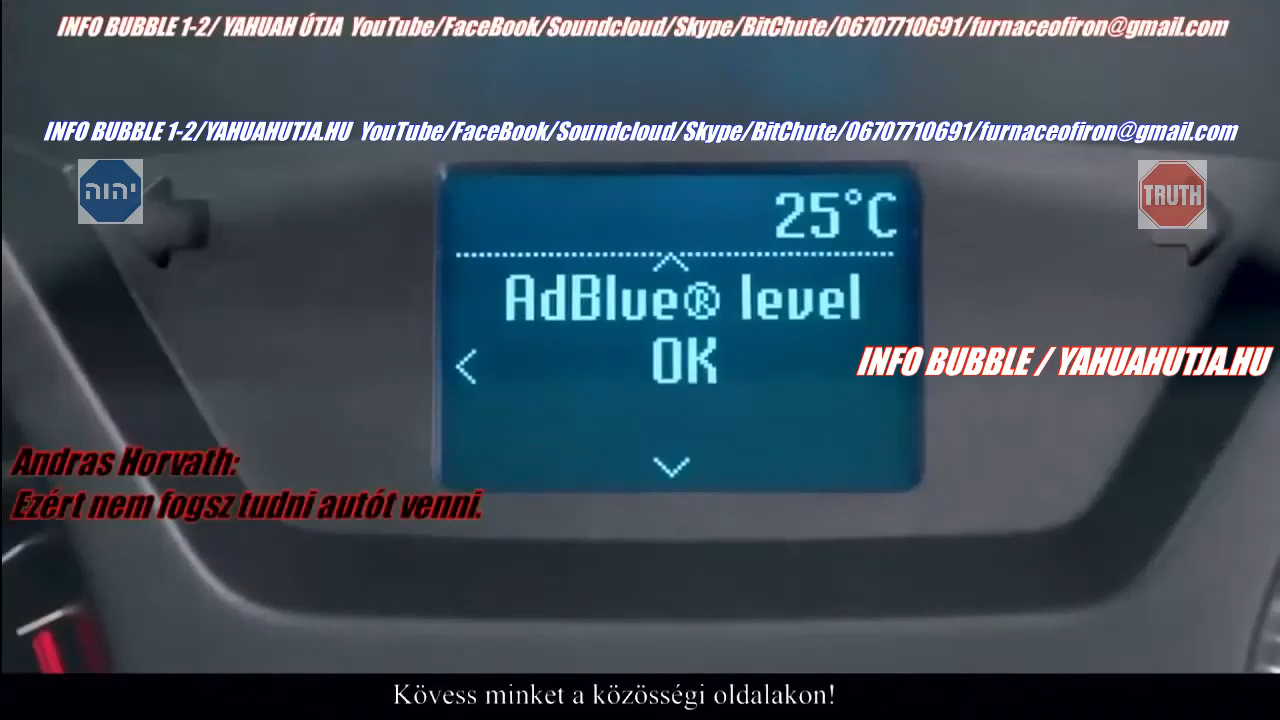 INFO BUBBLE 1-2/ YAHUAH ÚTJA YouTube/FaceBook/Soundcloud/Skype/BitChute/06707710691/furnaceofiron@gmail.com
INFO BUBBLE 1-2/YAHUAHUTJA.HU YouTube/FaceBook/Soundcloud/Skype/BitChute/06707710691/furnaceofiron@gmail.com
יהוה
TRUTH
25°C
AdBlue® level
OK
INFO BUBBLE / YAHUAHUTJA.HU
Andras Horvath:
Ezért nem fogsz tudni autót venni.
Kövess minket a közösségi oldalakon!